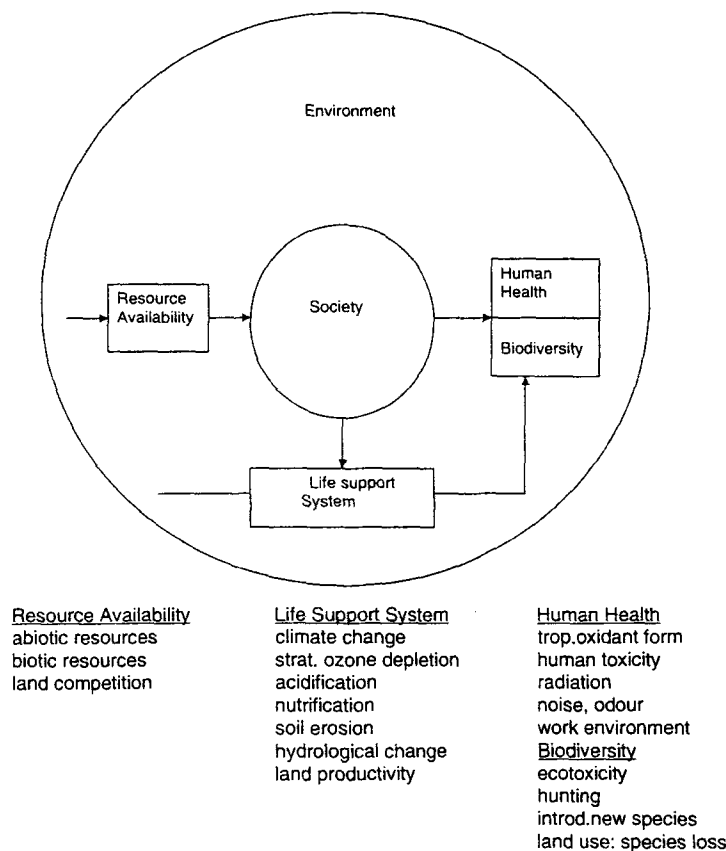 Environment
Resource
Availability
Society
Human
Health
Biodiversity
Life support
System
Resource Availability
abiotic resources
biotic resources
land competition
Life Support System
climate change
strat. ozone depletion
acidification
nutrification
soil erosion
hydrological change
land productivity
Human Health
trop.oxidant form
human toxicity
radiation
noise, odour
work environment
Biodiversity
ecotoxicity
hunting
introd.new species
land use: species loss